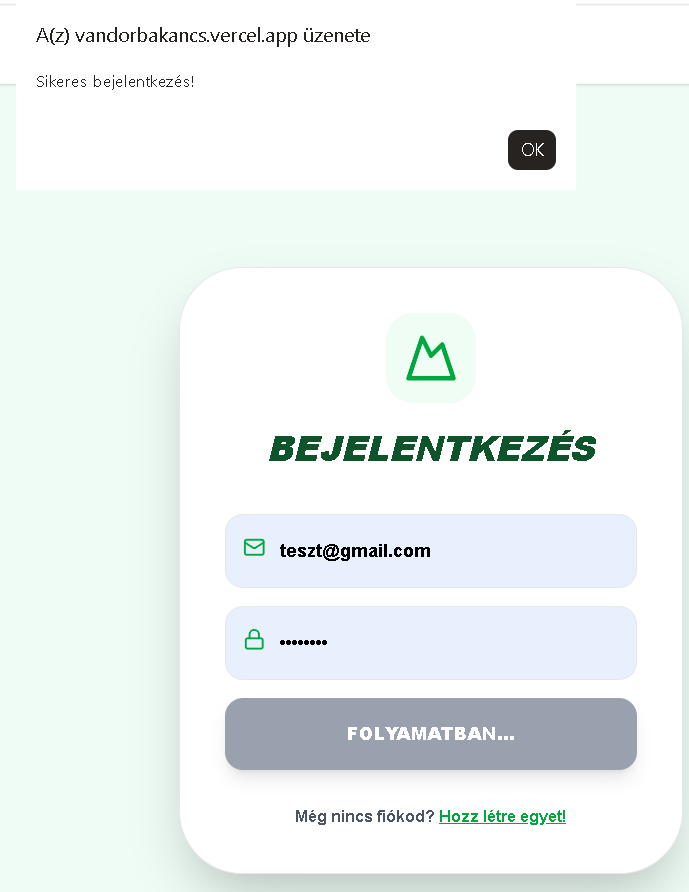 A(z) vandorbakancs.vercel.app üzenete
Sikeres bejelentkezés!
OK
BEJELENTKEZÉS
teszt@gmail.com
••••••••
FOLYAMATBAN...
Még nincs fiókod? Hozz létre egyet!